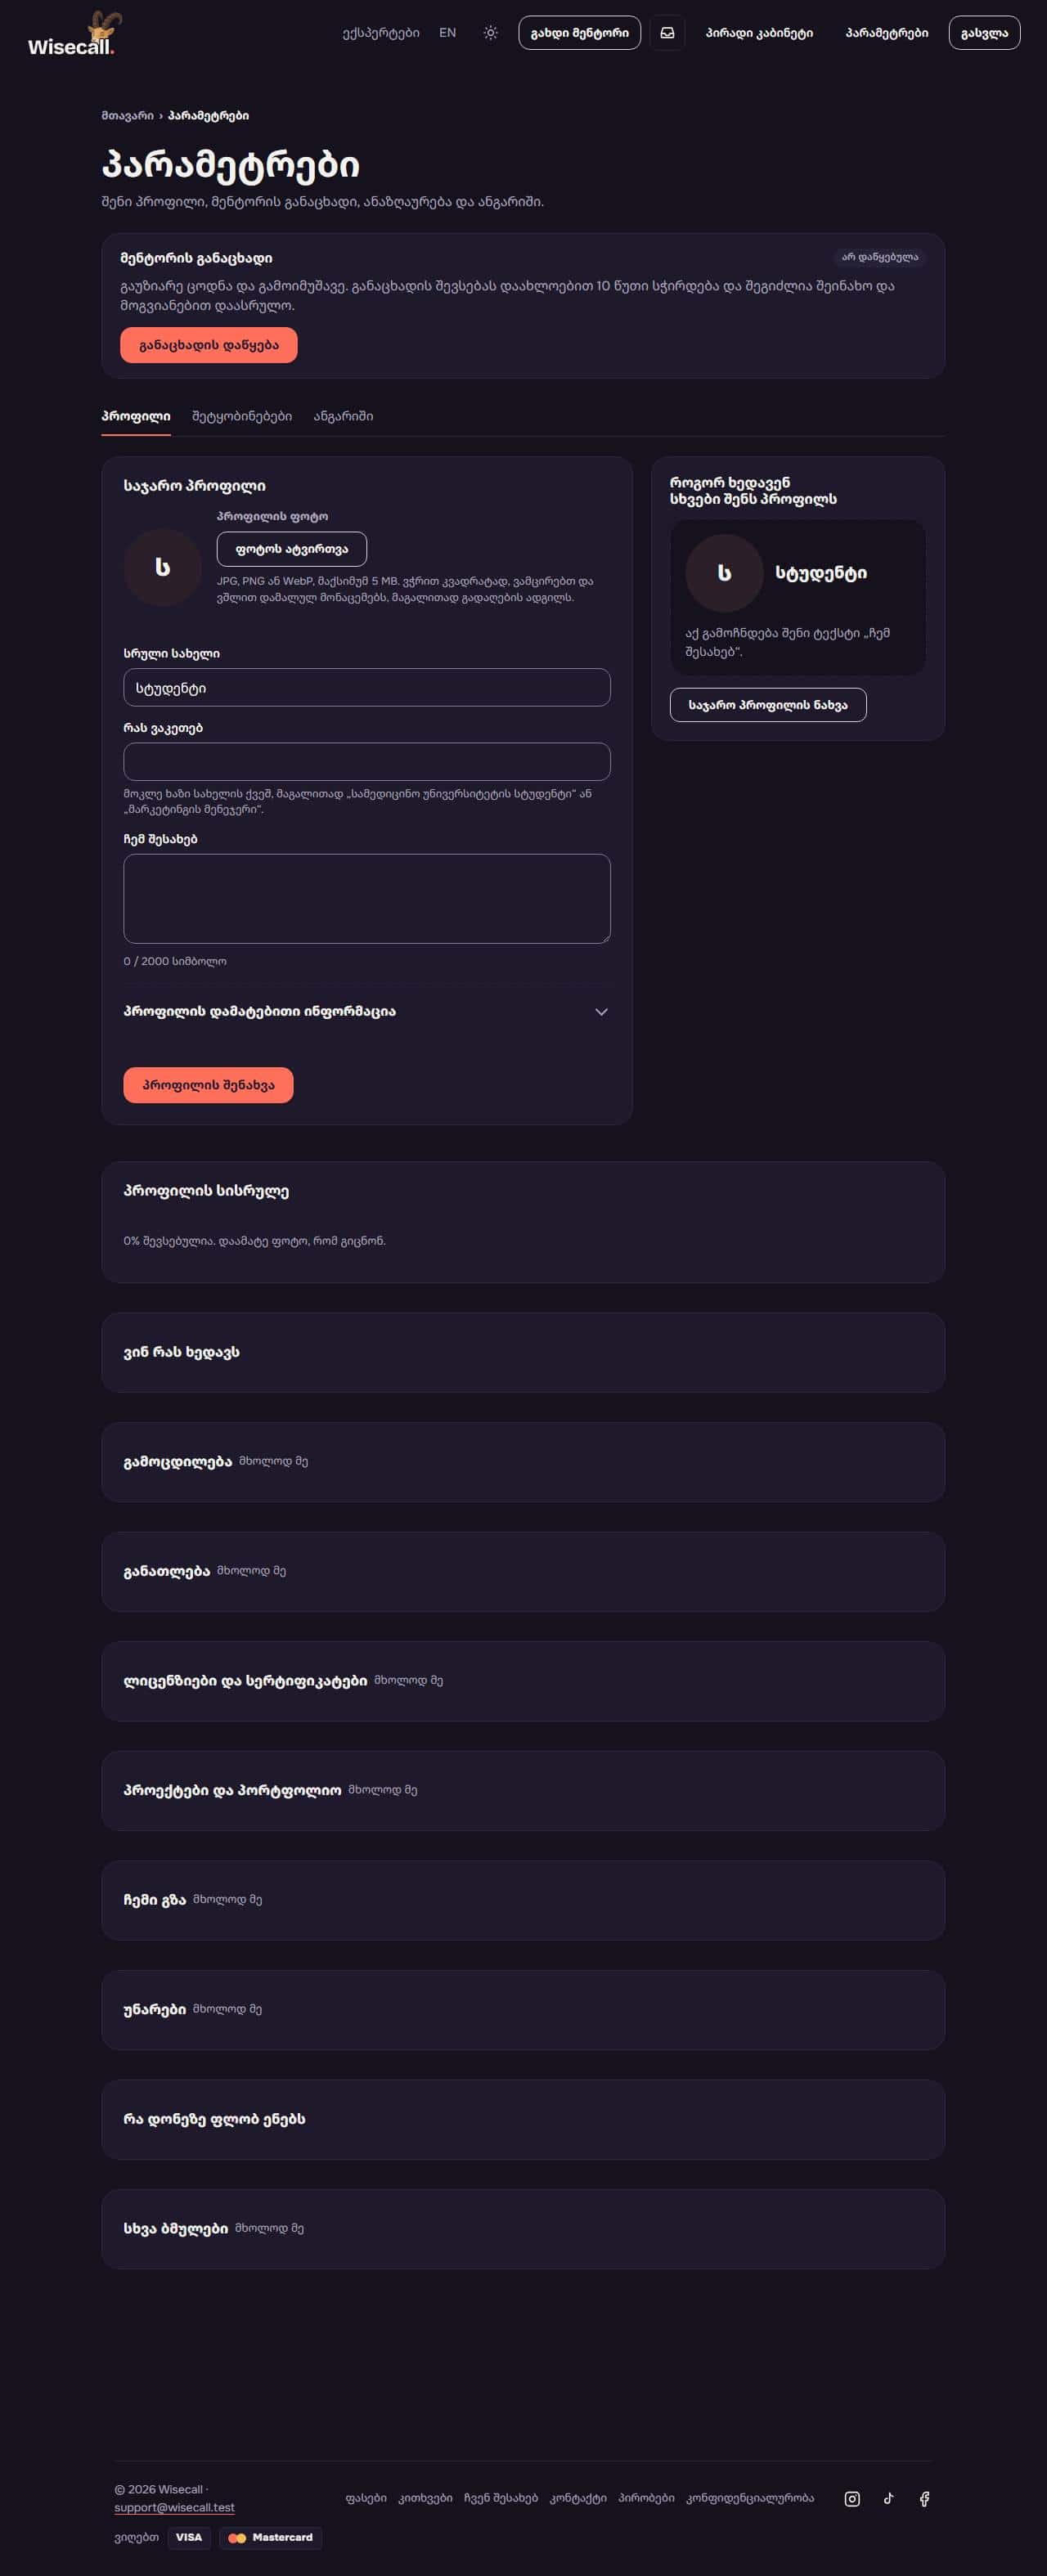 Wisecall.
ექსპერტები
EN
გახდი მენტორი
პირადი კაბინეტი
პარამეტრები
გასვლა
მთავარი › პარამეტრები
პარამეტრები
შენი პროფილი, მენტორის განაცხადი, ანაზღაურება და ანგარიში.
მენტორის განაცხადი
არ დაწყებულა
გაუზიარე ცოდნა და გამოიმუშავე. განაცხადის შევსებას დაახლოებით 10 წუთი სჭირდება და შეგიძლია შეინახო და
მოგვიანებით დაასრულო.
განაცხადის დაწყება
პროფილი
შეტყობინებები
ანგარიში
საჯარო პროფილი
პროფილის ფოტო
ს
ფოტოს ატვირთვა
JPG, PNG ან WebP, მაქსიმუმ 5 MB. ვჭრით კვადრატად, ვამცირებთ და
ვშლით დამალულ მონაცემებს, მაგალითად გადაღების ადგილს.
სრული სახელი
სტუდენტი
რას ვაკეთებ
მოკლე ხაზი სახელის ქვეშ, მაგალითად „სამედიცინო უნივერსიტეტის სტუდენტი“ ან
„მარკეტინგის მენეჯერი“.
ჩემ შესახებ
0 / 2000 სიმბოლო
პროფილის დამატებითი ინფორმაცია
პროფილის შენახვა
როგორ ხედავენ
სხვები შენს პროფილს
ს
სტუდენტი
აქ გამოჩნდება შენი ტექსტი „ჩემ
შესახებ“.
საჯარო პროფილის ნახვა
პროფილის სისრულე
0% შევსებულია. დაამატე ფოტო, რომ გიცნონ.
ვინ რას ხედავს
გამოცდილება მხოლოდ მე
განათლება მხოლოდ მე
ლიცენზიები და სერტიფიკატები მხოლოდ მე
პროექტები და პორტფოლიო მხოლოდ მე
ჩემი გზა მხოლოდ მე
უნარები მხოლოდ მე
რა დონეზე ფლობ ენებს
სხვა ბმულები მხოლოდ მე
© 2026 Wisecall ·
support@wisecall.test
ვიღებთ VISA Mastercard
ფასები კითხვები ჩვენ შესახებ კონტაქტი პირობები კონფიდენციალურობა